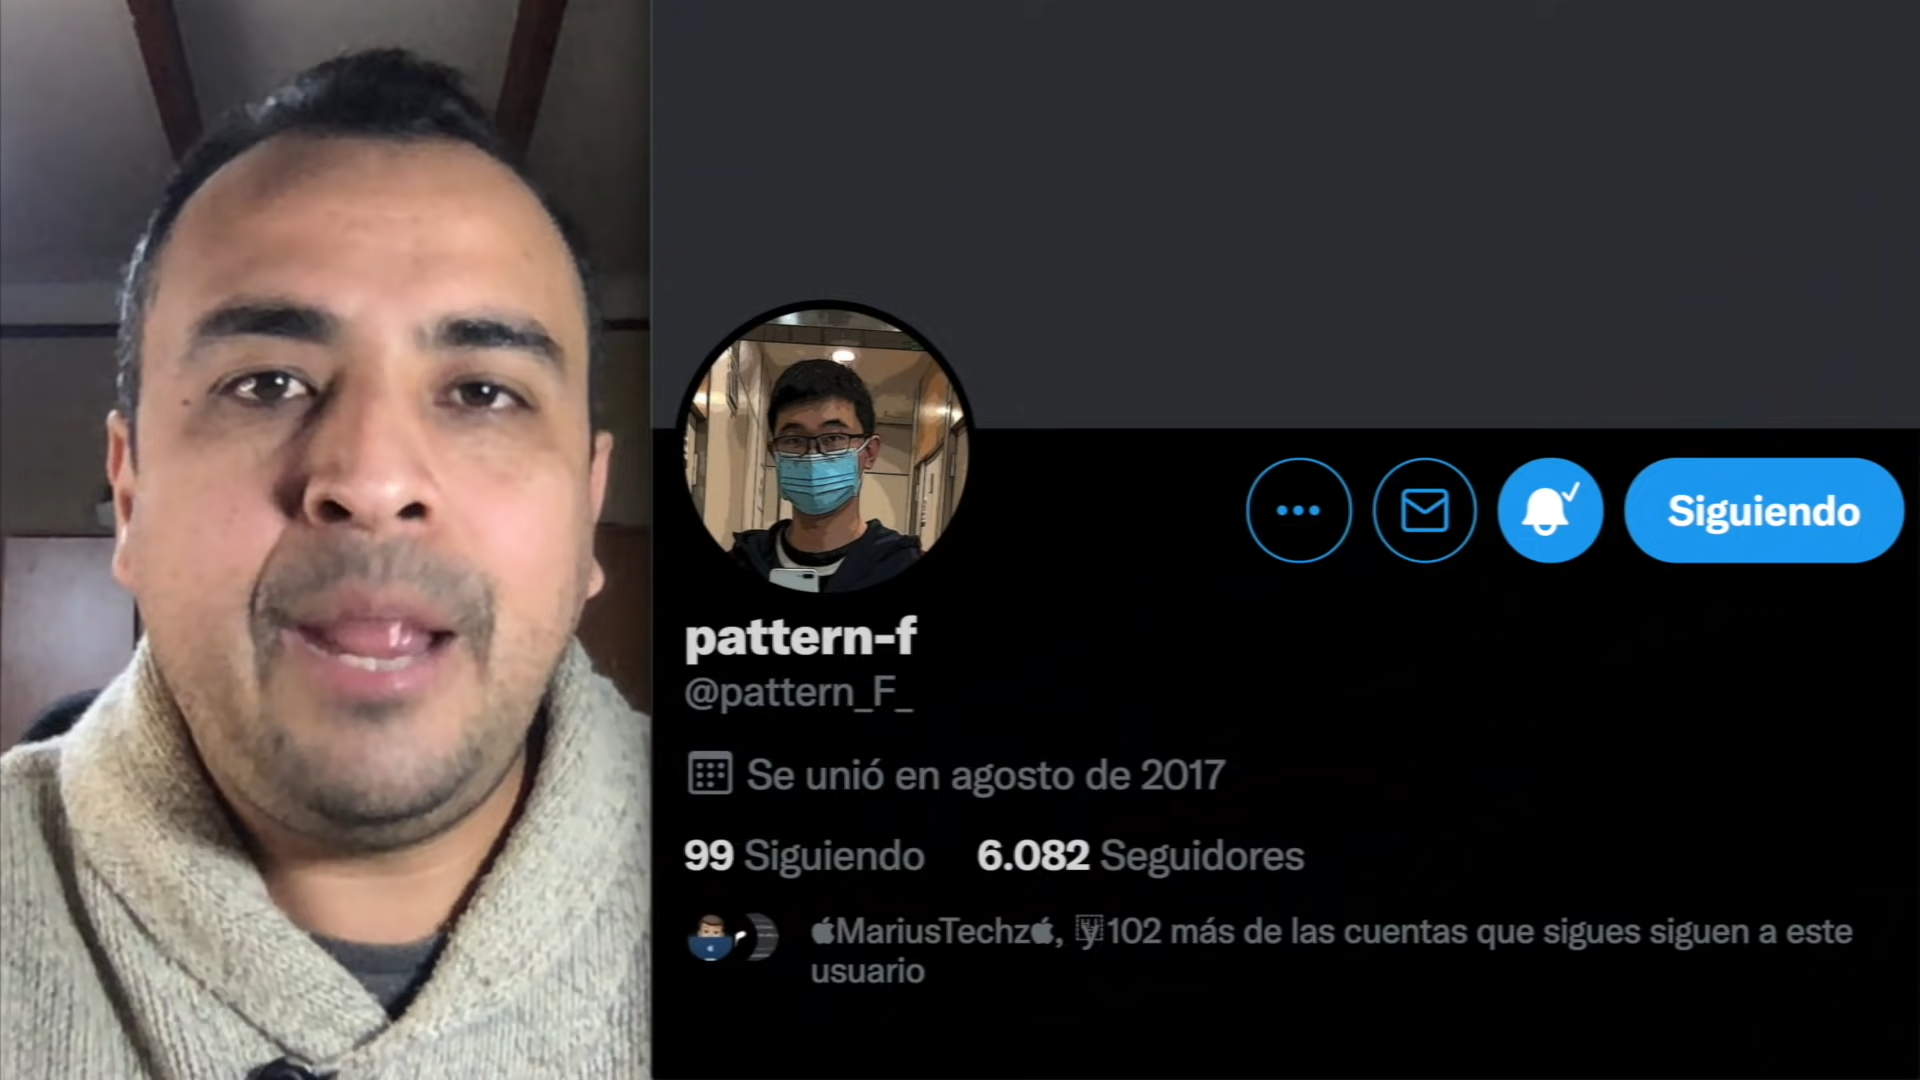 Siguiendo
pattern-f
@pattern_F_
Se unió en agosto de 2017
99 Siguiendo 6.082 Seguidores
MariusTechz, y 102 más de las cuentas que sigues siguen a este
usuario